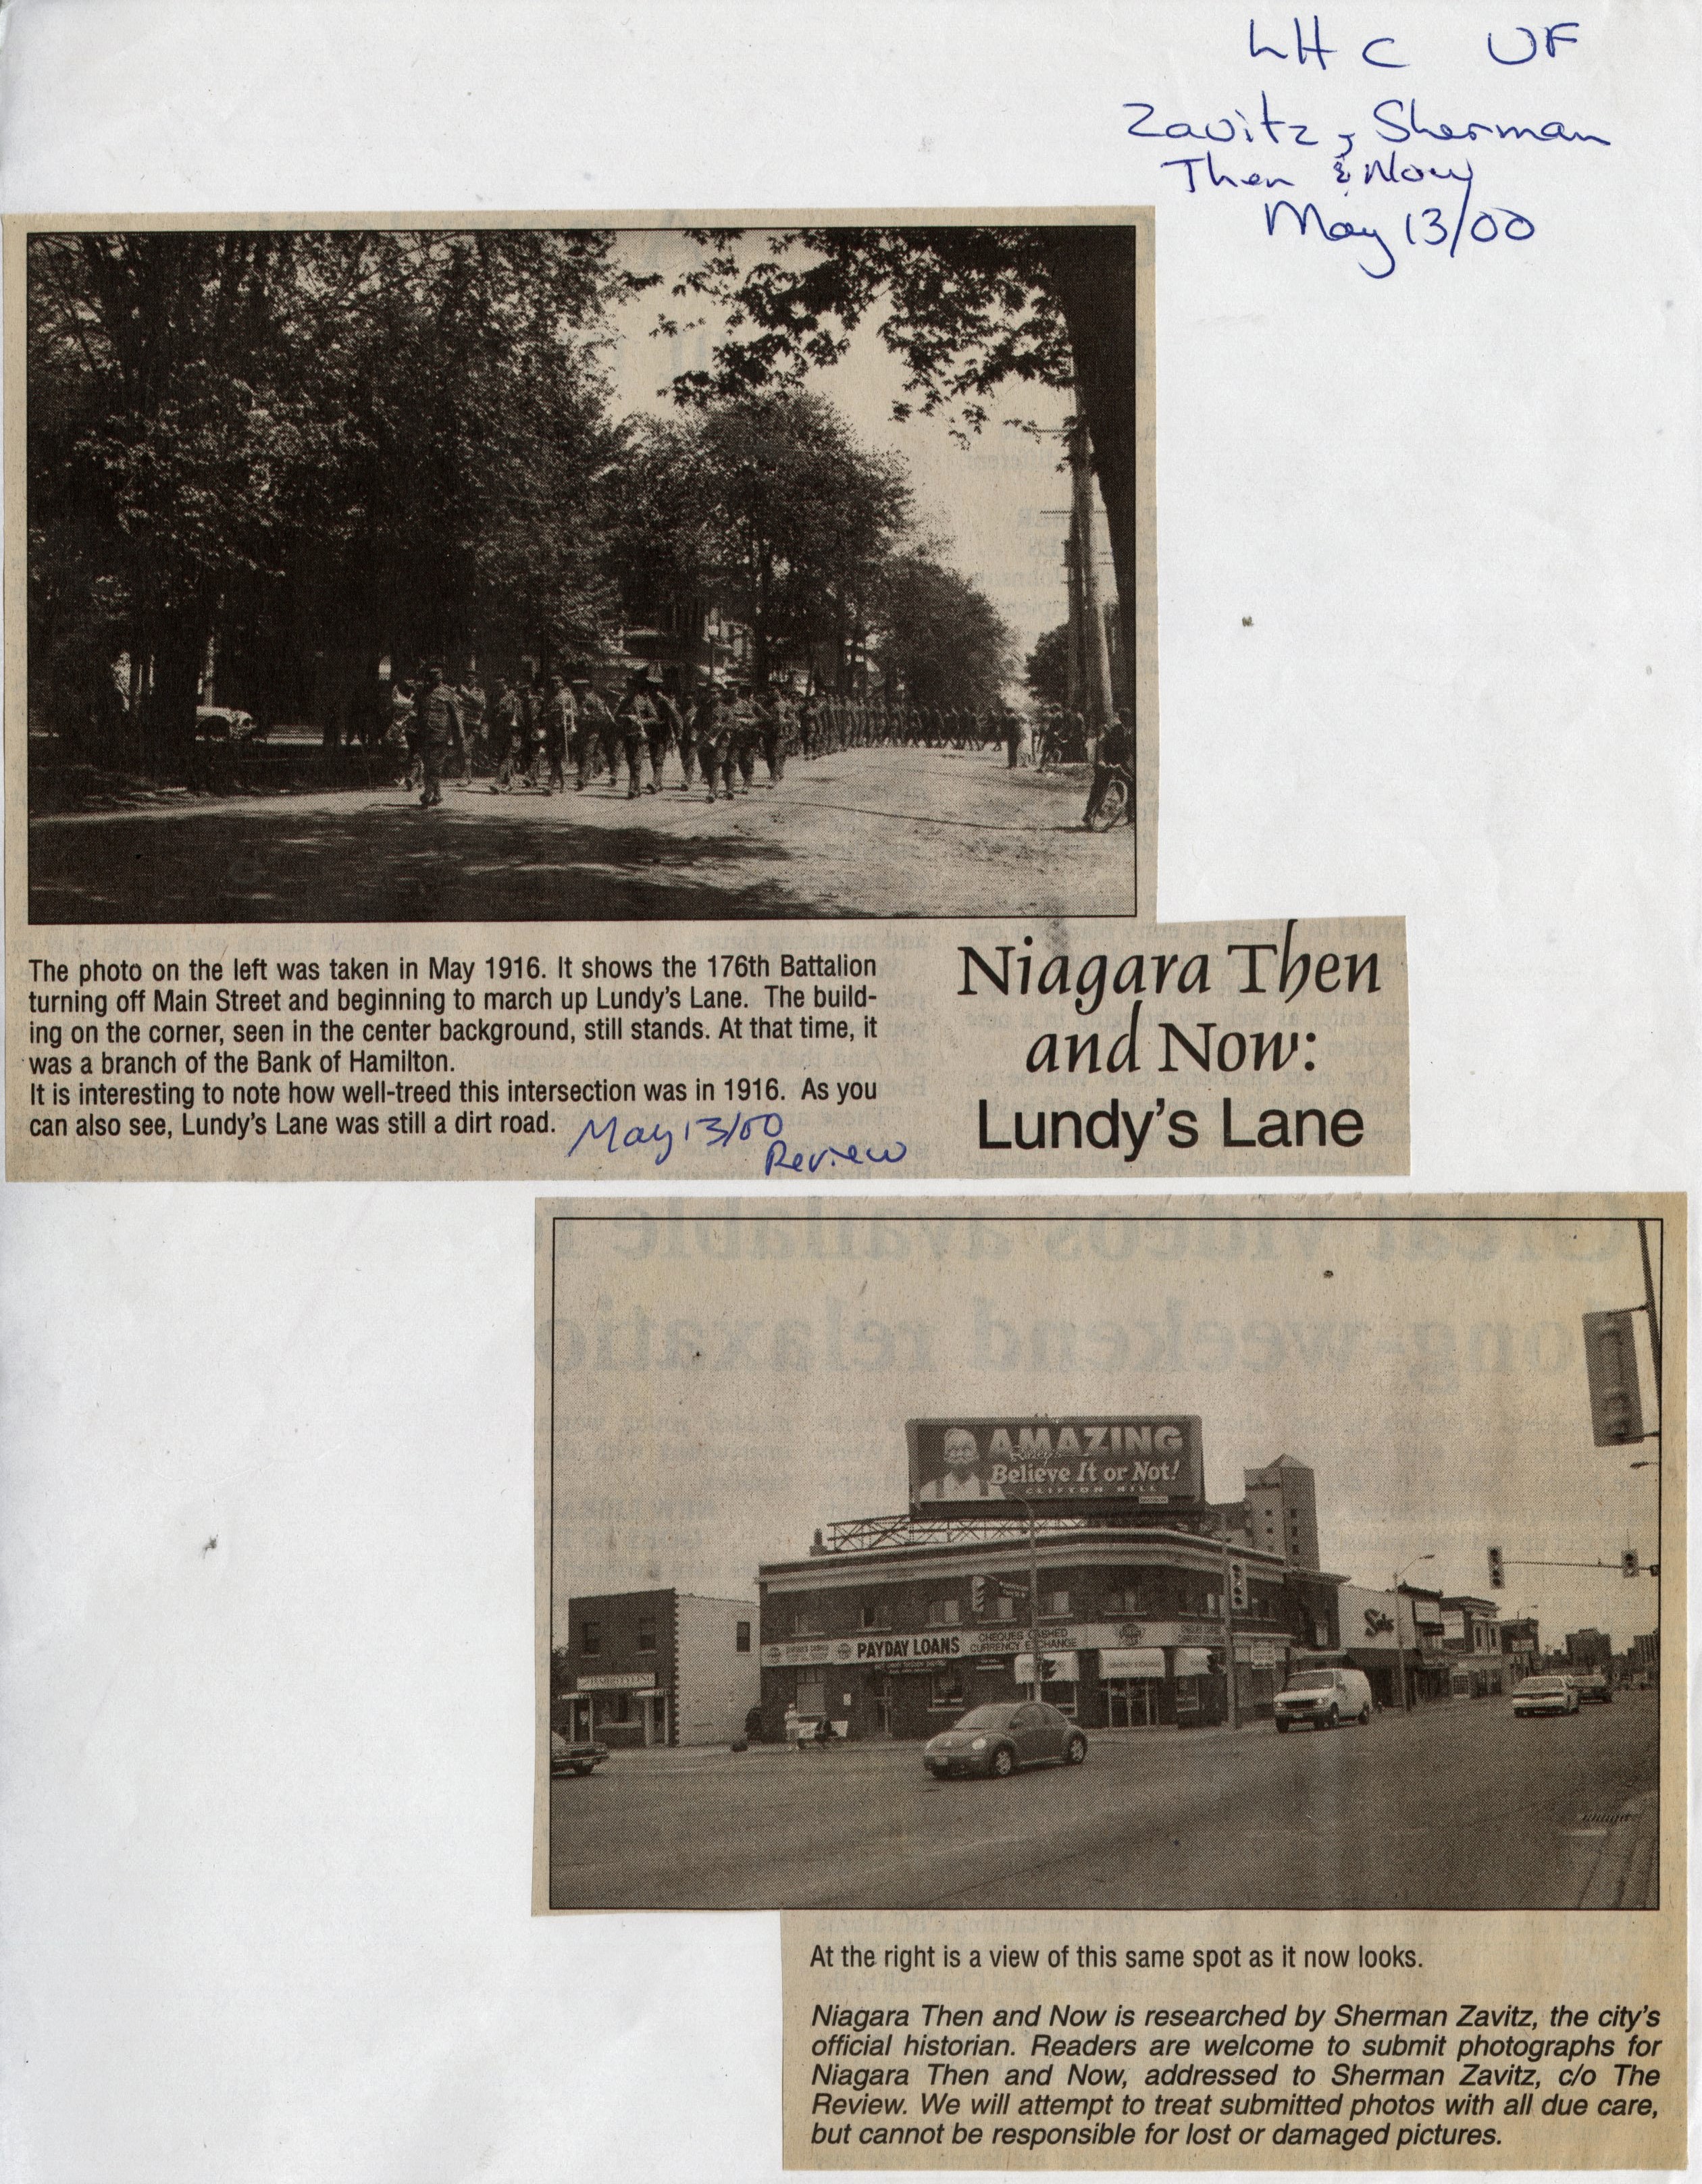 LHC UF
Zavitz, Sherman
Then & Now
May 13/00
The photo on the left was taken in May 1916. It shows the 176th Battalion
turning off Main Street and beginning to march up Lundy's Lane. The build-
ing on the corner, seen in the center background, still stands. At that time, it
was a branch of the Bank of Hamilton.
It is interesting to note how well-treed this intersection was in 1916. As you
can also see, Lundy's Lane was still a dirt road.
May 13/00
Review
Niagara Then
and Now:
Lundy's Lane
AMAZING
Ripley's
Believe It or Not!
CLIFTON HILL
PAYDAY LOANS
CHEQUES CASHED
CURRENCY EXCHANGE
At the right is a view of this same spot as it now looks.
Niagara Then and Now is researched by Sherman Zavitz, the city's
official historian. Readers are welcome to submit photographs for
Niagara Then and Now, addressed to Sherman Zavitz, c/o The
Review. We will attempt to treat submitted photos with all due care,
but cannot be responsible for lost or damaged pictures.